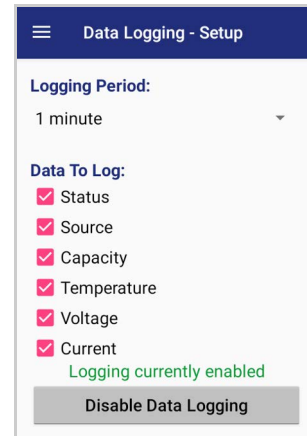 Data Logging - Setup
Logging Period:
1 minute
Data To Log:
Status
Source
Capacity
Temperature
Voltage
Current
Logging currently enabled
Disable Data Logging